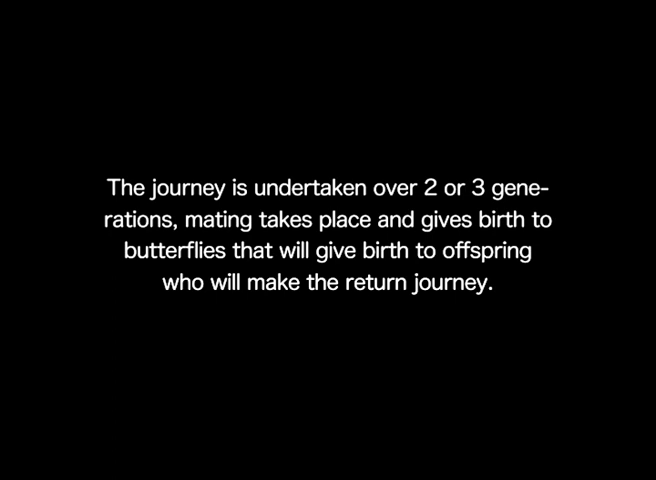 The journey is undertaken over 2 or 3 gene-
rations, mating takes place and gives birth to
butterflies that will give birth to offspring
who will make the return journey.